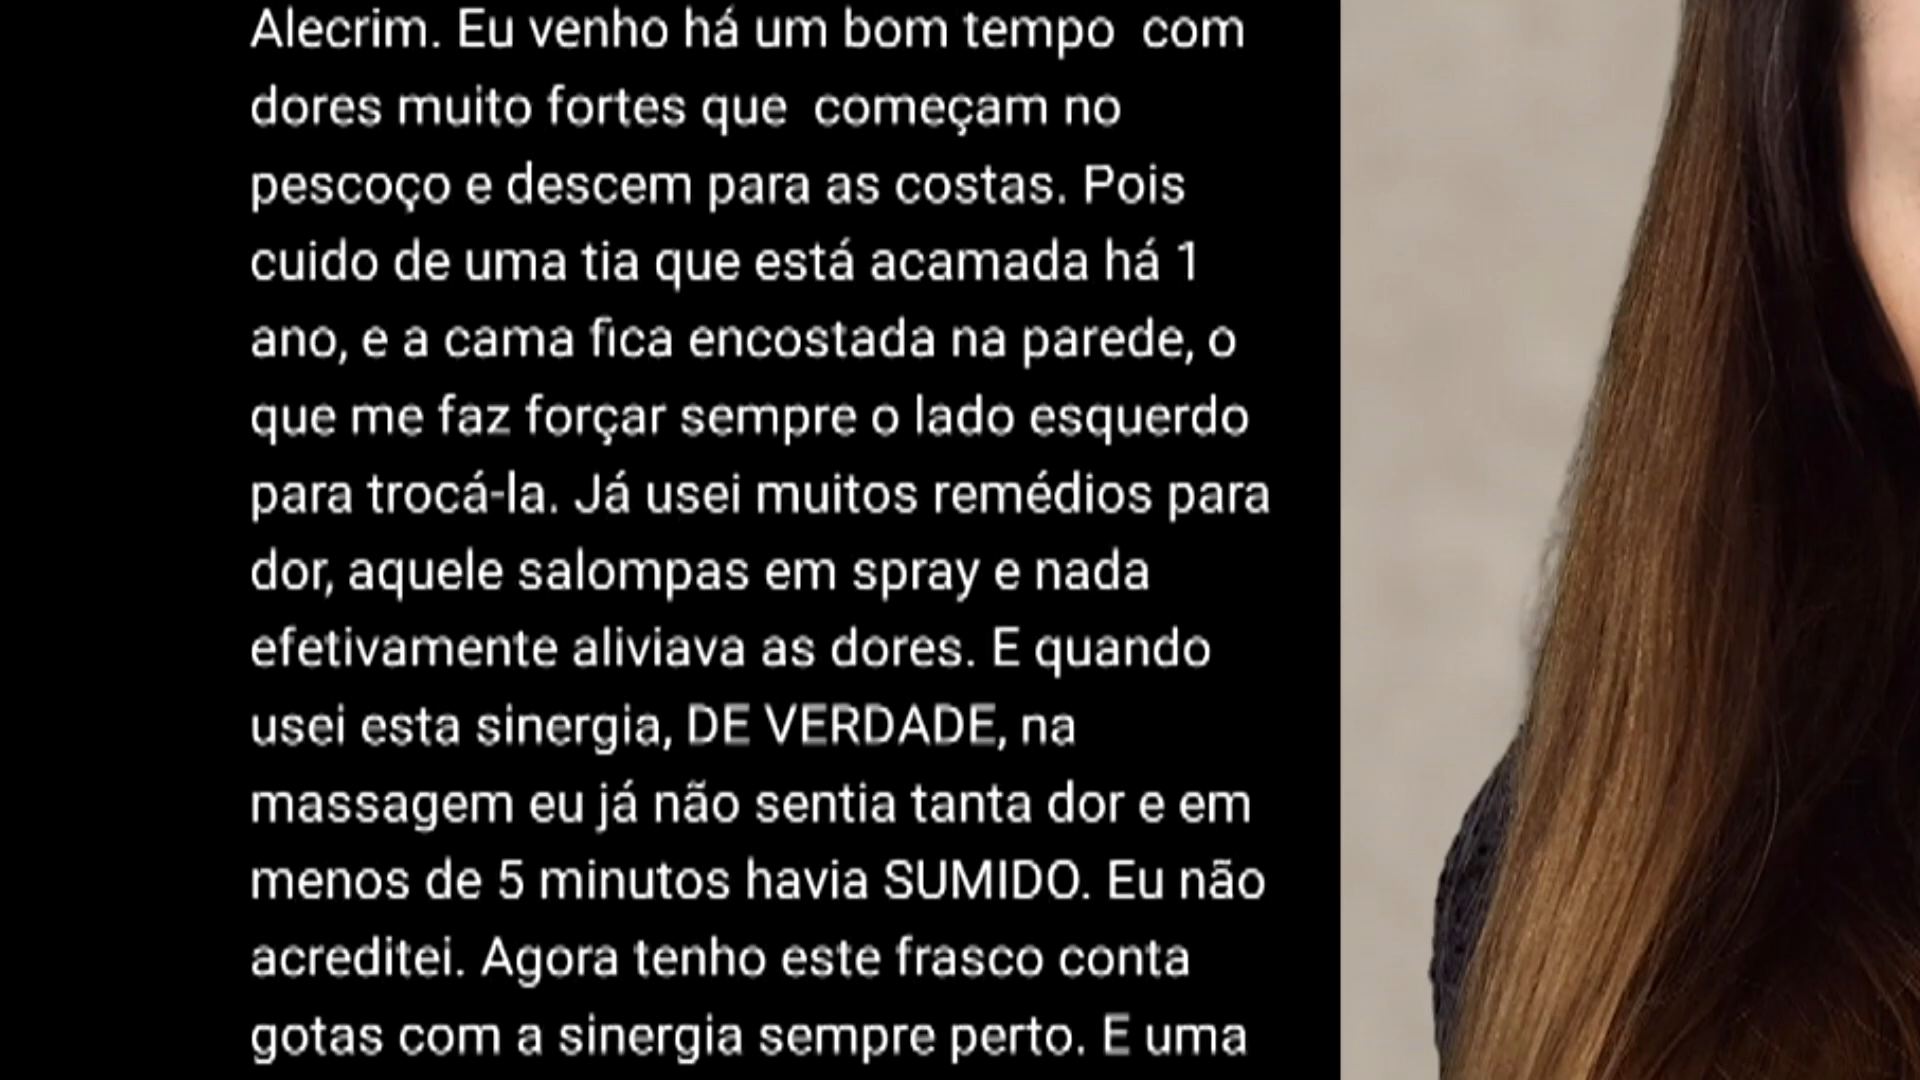 Alecrim. Eu venho há um bom tempo com
dores muito fortes que começam no
pescoço e descem para as costas. Pois
cuido de uma tia que está acamada há 1
ano, e a cama fica encostada na parede, o
que me faz forçar sempre o lado esquerdo
para trocá-la. Já usei muitos remédios para
dor, aquele salompas em spray e nada
efetivamente aliviava as dores. E quando
usei esta sinergia, DE VERDADE, na
massagem eu já não sentia tanta dor e em
menos de 5 minutos havia SUMIDO. Eu não
acreditei. Agora tenho este frasco conta
gotas com a sinergia sempre perto. E uma